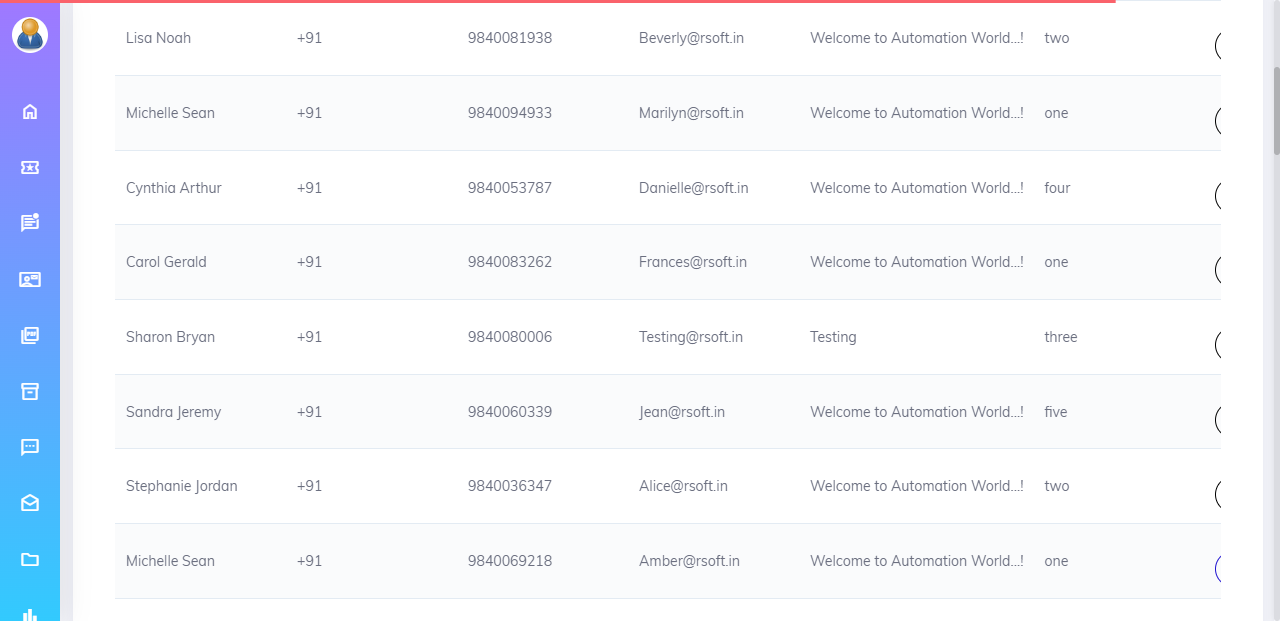 Lisa Noah +91 9840081938 Beverly@rsoft.in Welcome to Automation World...! two
Michelle Sean +91 9840094933 Marilyn@rsoft.in Welcome to Automation World...! one
Cynthia Arthur +91 9840053787 Danielle@rsoft.in Welcome to Automation World...! four
Carol Gerald +91 9840083262 Frances@rsoft.in Welcome to Automation World...! one
Sharon Bryan +91 9840080006 Testing@rsoft.in Testing three
Sandra Jeremy +91 9840060339 Jean@rsoft.in Welcome to Automation World...! five
Stephanie Jordan +91 9840036347 Alice@rsoft.in Welcome to Automation World...! two
Michelle Sean +91 9840069218 Amber@rsoft.in Welcome to Automation World...! one